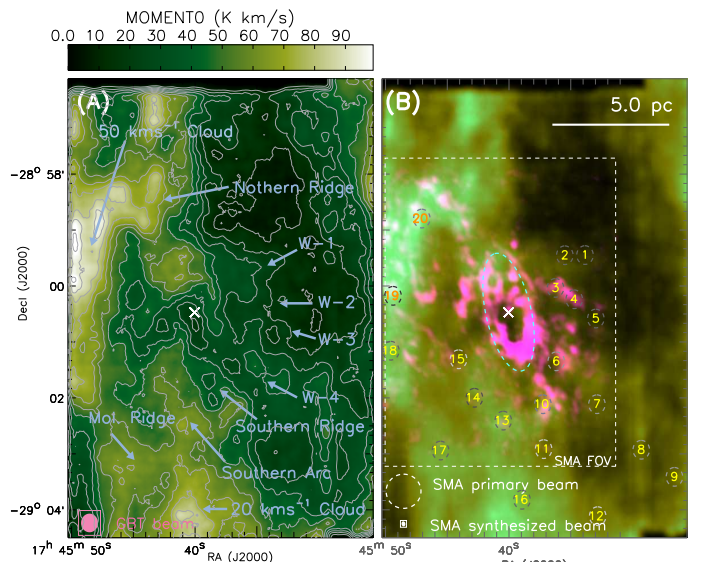 MOMENT0 (K km/s)
0.0 10 20 30 40 50 60 70 80 90
(A)
50 kms⁻¹ Cloud
Nothern Ridge
W-1
W-2
W-3
W-4
Southern Ridge
Mol. Ridge
Southern Arc
20 kms⁻¹ Cloud
GBT beam
Decl (J2000)
-28° 58'
00
02
-29° 04'
17ʰ 45ᵐ 50ˢ
40ˢ
RA (J2000)
(B)
5.0 pc
20
2 1
19
3
4
5
18
15
6
14
10
7
13
17
11
8
SMA FOV
9
SMA primary beam
16
12
SMA synthesized beam
45ᵐ 50ˢ
40ˢ